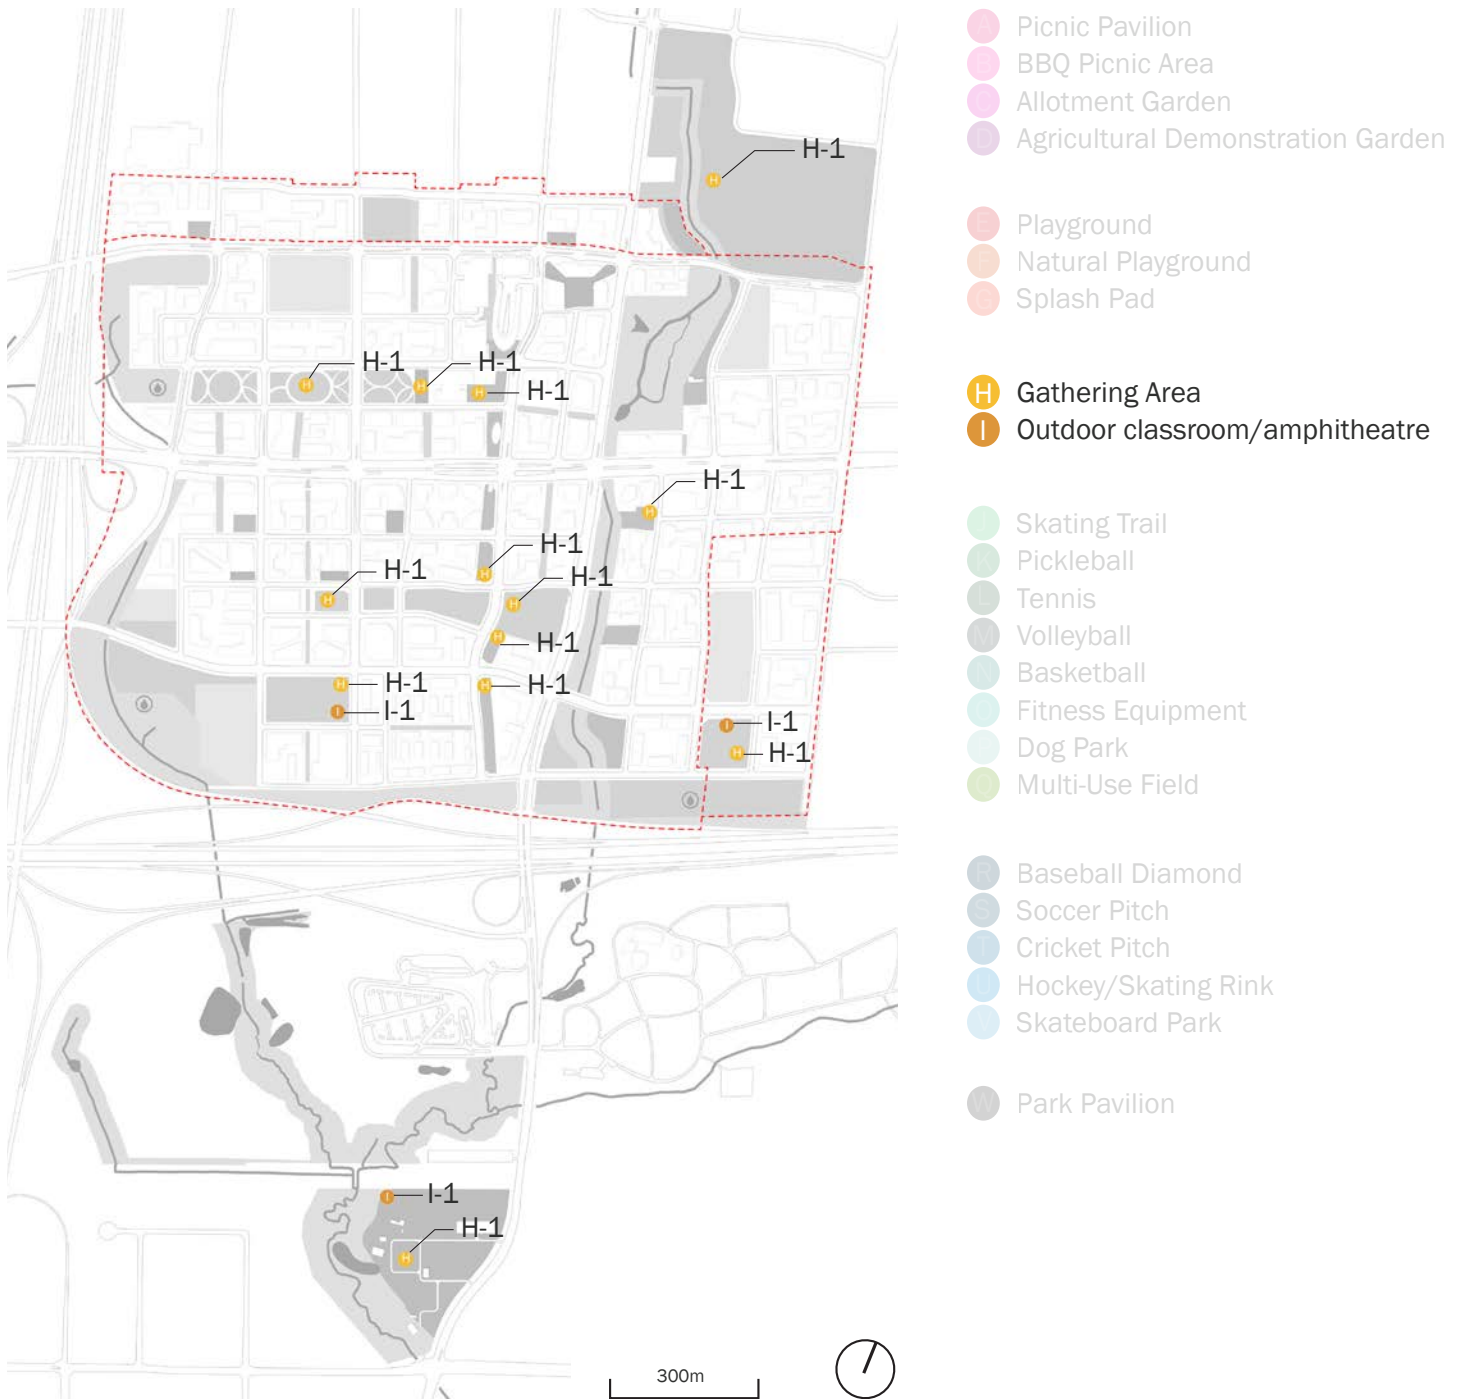 H-1
H-1
H-1
H-1
H-1
H-1
H-1
H-1
H-1
H-1
I-1
H-1
I-1
H-1
I-1
H-1
300m
A Picnic Pavilion
B BBQ Picnic Area
C Allotment Garden
D Agricultural Demonstration Garden
E Playground
F Natural Playground
G Splash Pad
H Gathering Area
I Outdoor classroom/amphitheatre
J Skating Trail
K Pickleball
L Tennis
M Volleyball
N Basketball
Fitness Equipment
Dog Park
Multi-Use Field
R Baseball Diamond
S Soccer Pitch
T Cricket Pitch
U Hockey/Skating Rink
Skateboard Park
W Park Pavilion